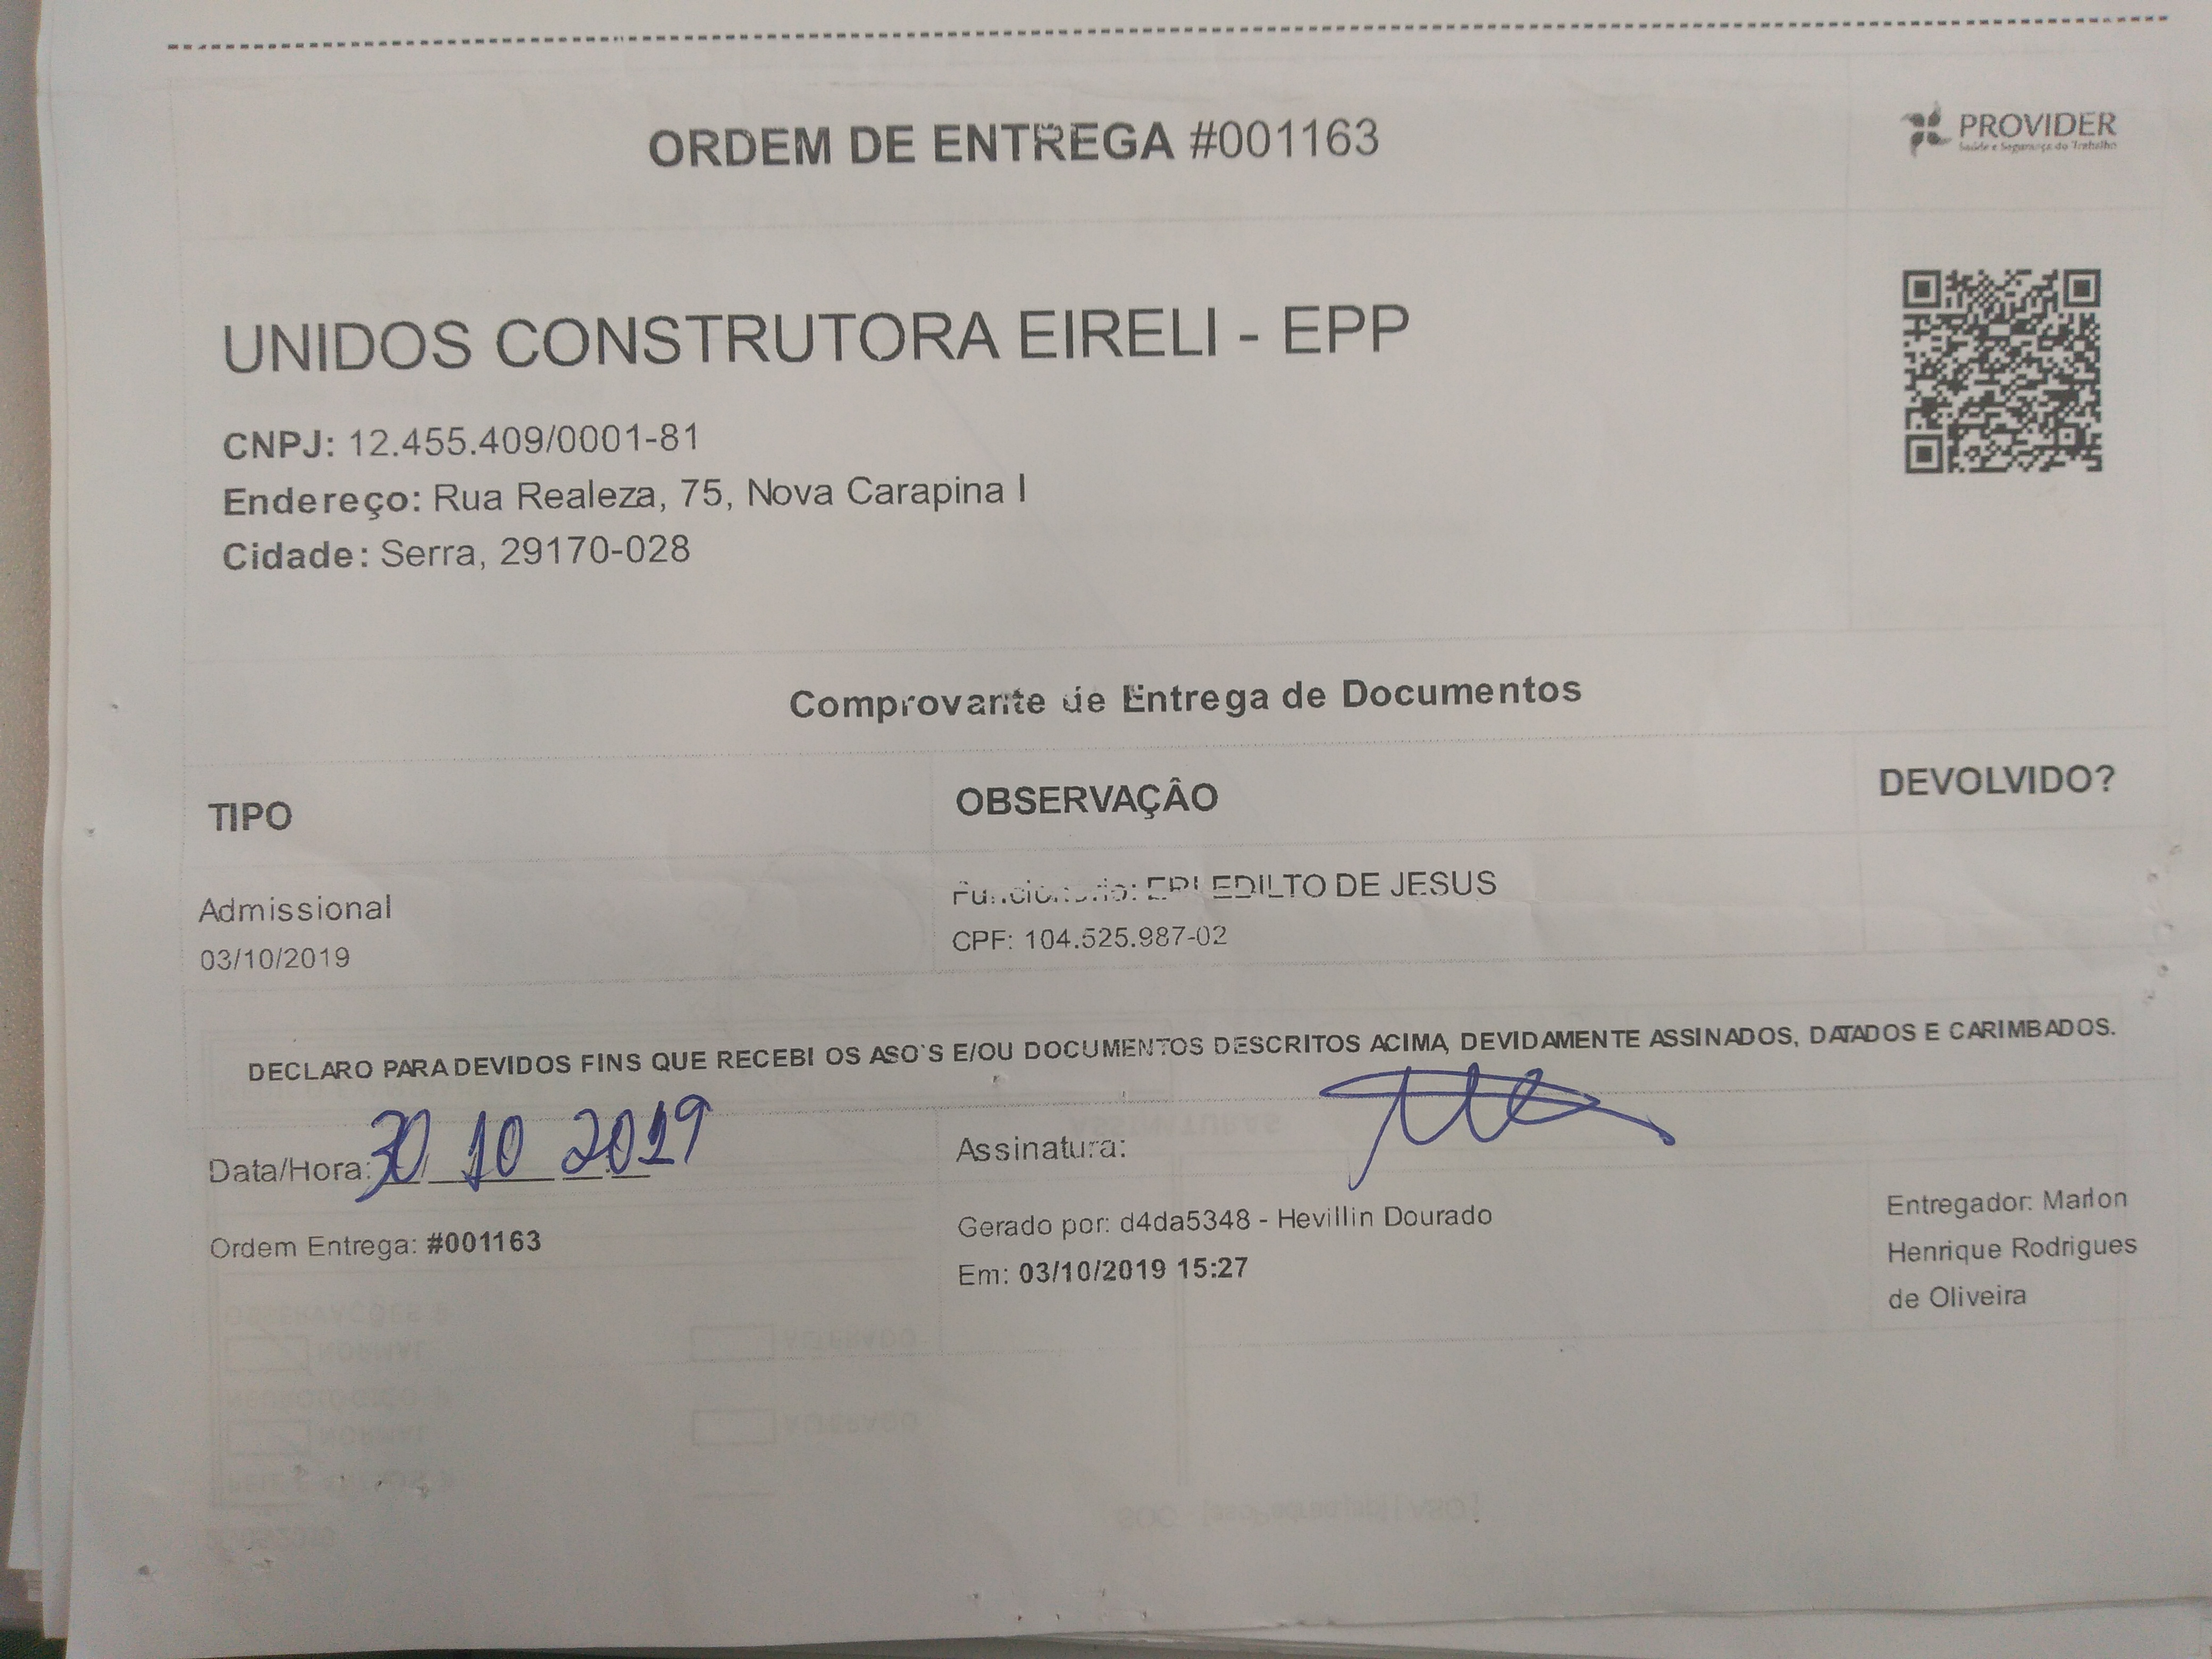 ORDEM DE ENTREGA #001163
PROVIDER
Saúde e Segurança do Trabalho
UNIDOS CONSTRUTORA EIRELI - EPP
CNPJ: 12.455.409/0001-81
Endereço: Rua Realeza, 75, Nova Carapina I
Cidade: Serra, 29170-028
Comprovante de Entrega de Documentos
TIPO
OBSERVAÇÃO
DEVOLVIDO?
Admissional
03/10/2019
Funcionário: EDILTO DE JESUS
CPF: 104.525.987-02
DECLARO PARA DEVIDOS FINS QUE RECEBI OS ASO'S E/OU DOCUMENTOS DESCRITOS ACIMA, DEVIDAMENTE ASSINADOS, DATADOS E CARIMBADOS.
Data/Hora: 30 10 2019
Assinatura:
Ordem Entrega: #001163
Gerado por: d4da5348 - Hevillin Dourado
Em: 03/10/2019 15:27
Entregador: Marlon
Henrique Rodrigues
de Oliveira